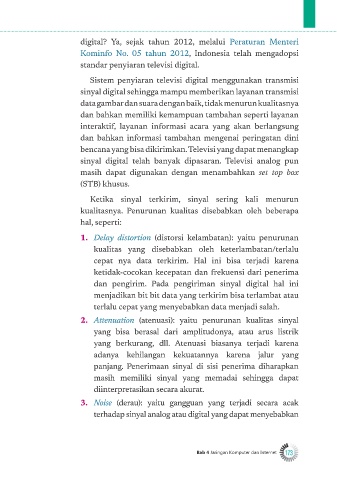 digital? Ya, sejak tahun 2012, melalui Peraturan Menteri
Kominfo No. 05 tahun 2012, Indonesia telah mengadopsi
standar penyiaran televisi digital.
Sistem penyiaran televisi digital menggunakan transmisi
sinyal digital sehingga mampu memberikan layanan transmisi
data gambar dan suara dengan baik, tidak menurun kualitasnya
dan bahkan memiliki kemampuan tambahan seperti layanan
interaktif, layanan informasi acara yang akan berlangsung
dan bahkan informasi tambahan mengenai peringatan dini
bencana yang bisa dikirimkan. Televisi yang dapat menangkap
sinyal digital telah banyak dipasaran. Televisi analog pun
masih dapat digunakan dengan menambahkan set top box
(STB) khusus.
Ketika sinyal terkirim, sinyal sering kali menurun
kualitasnya. Penurunan kualitas disebabkan oleh beberapa
hal, seperti:
1. Delay distortion (distorsi kelambatan): yaitu penurunan
kualitas yang disebabkan oleh keterlambatan/terlalu
cepat nya data terkirim. Hal ini bisa terjadi karena
ketidak-cocokan kecepatan dan frekuensi dari penerima
dan pengirim. Pada pengiriman sinyal digital hal ini
menjadikan bit bit data yang terkirim bisa terlambat atau
terlalu cepat yang menyebabkan data menjadi salah.
2. Attenuation (atenuasi): yaitu penurunan kualitas sinyal
yang bisa berasal dari amplitudonya, atau arus listrik
yang berkurang, dll. Atenuasi biasanya terjadi karena
adanya kehilangan kekuatannya karena jalur yang
panjang. Penerimaan sinyal di sisi penerima diharapkan
masih memiliki sinyal yang memadai sehingga dapat
diinterpretasikan secara akurat.
3. Noise (derau): yaitu gangguan yang terjadi secara acak
terhadap sinyal analog atau digital yang dapat menyebabkan
Bab 4 Jaringan Komputer dan Internet 173